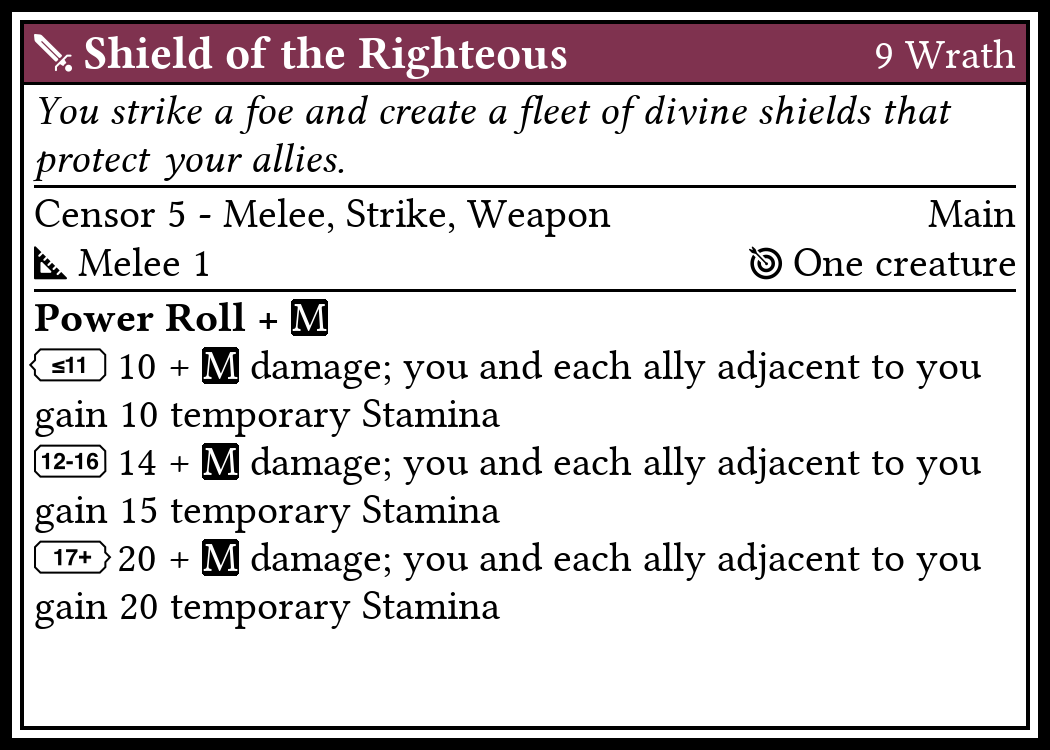 Shield of the Righteous 9 Wrath
You strike a foe and create a fleet of divine shields that
protect your allies.
Censor 5 - Melee, Strike, Weapon Main
Melee 1 One creature
Power Roll + M
≤11 10 + M damage; you and each ally adjacent to you
gain 10 temporary Stamina
12-16 14 + M damage; you and each ally adjacent to you
gain 15 temporary Stamina
17+ 20 + M damage; you and each ally adjacent to you
gain 20 temporary Stamina